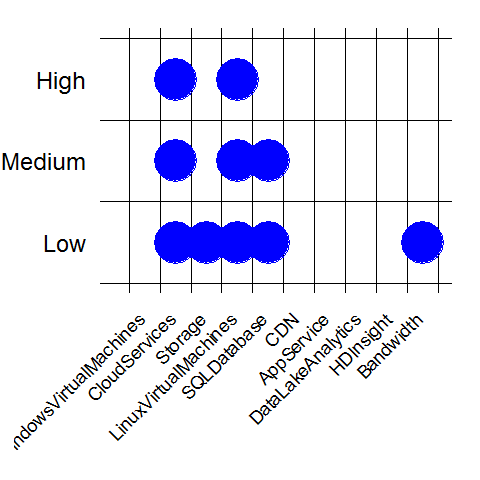 High
Medium
Low
ndowsVirtualMachines
CloudServices
Storage
LinuxVirtualMachines
SQLDatabase
CDN
AppService
DataLakeAnalytics
HDInsight
Bandwidth